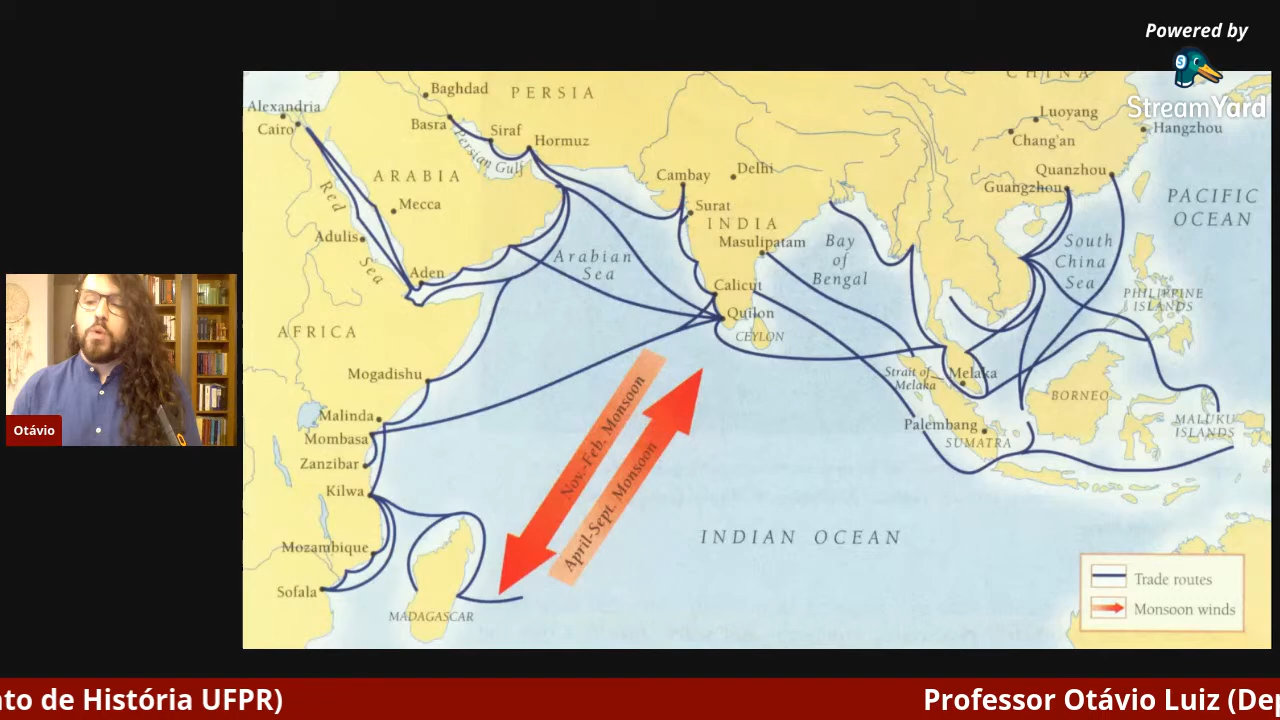 Powered by
StreamYard
CHINA
Baghdad
PERSIA
Alexandria
Cairo
Basra
Siraf
Hormuz
Persian Gulf
Luoyang
Chang'an
Hangzhou
ARABIA
Mecca
Red
Sea
Adulis
Aden
Cambay
Delhi
Surat
INDIA
Masulipatam
Quanzhou
Guangzhou
PACIFIC
OCEAN
Arabian
Sea
Bay
of
Bengal
South
China
Sea
Calicut
Quilon
CEYLON
PHILIPPINE
ISLANDS
AFRICA
Mogadishu
Malinda
Mombasa
Zanzibar
Kilwa
Strait of
Melaka
Melaka
BORNEO
Palembang
SUMATRA
MALUKU
ISLANDS
Nov.-Feb. Monsoon
April-Sept. Monsoon
INDIAN OCEAN
Mozambique
Sofala
MADAGASCAR
Trade routes
Monsoon winds
Otávio
to de História UFPR)
Professor Otávio Luiz (De